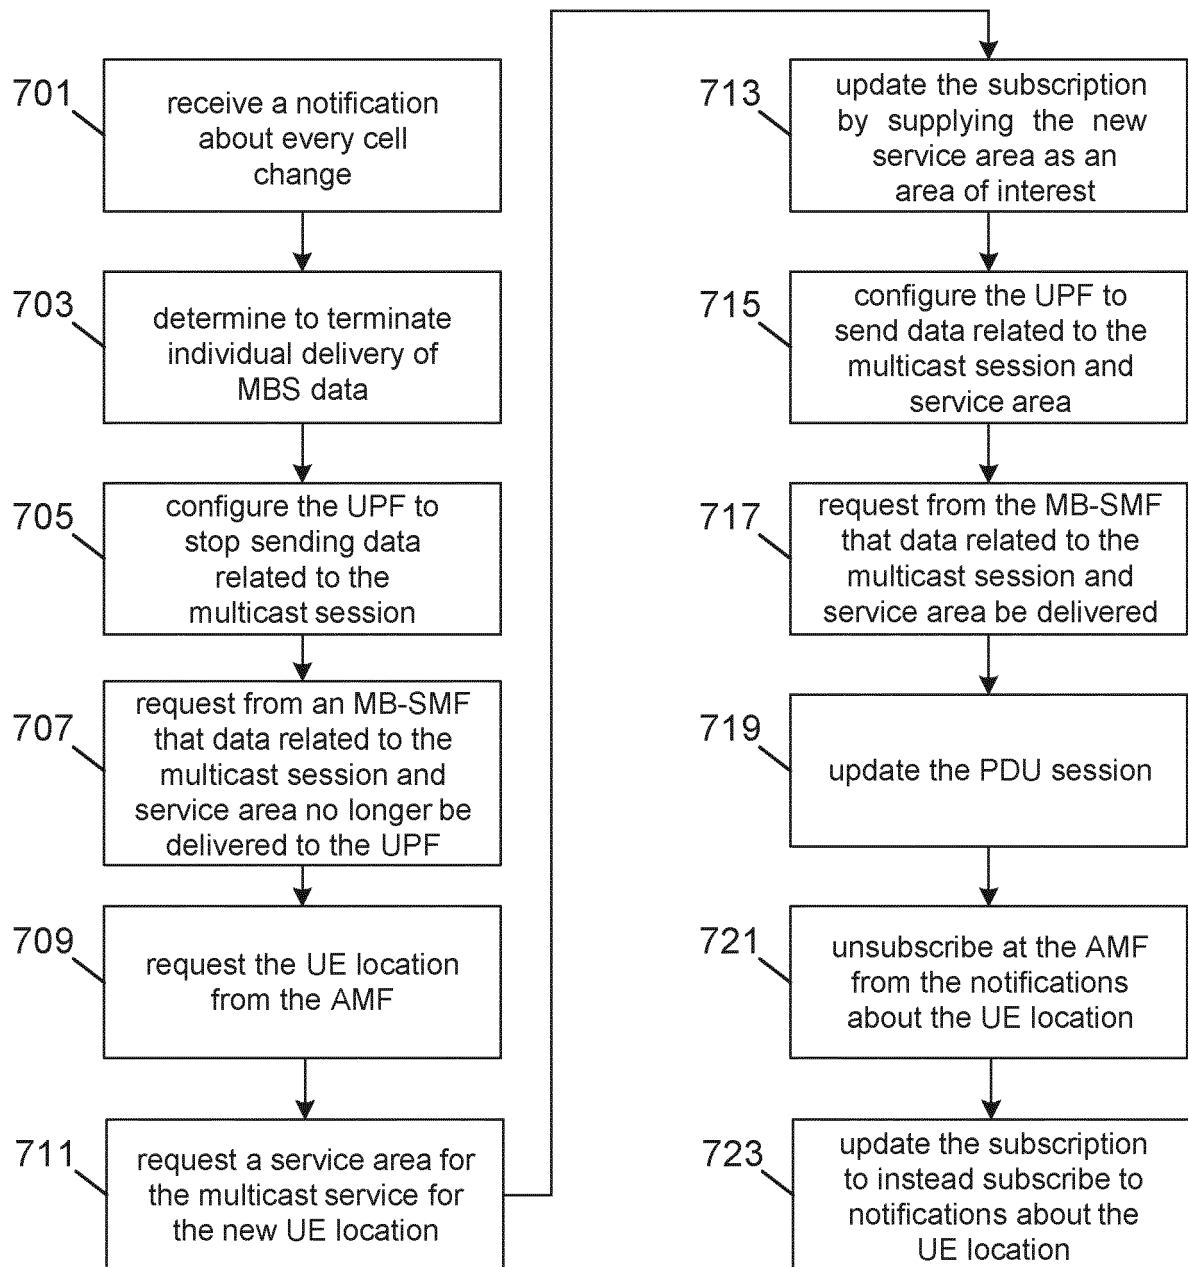 701
receive a notification
about every cell
change
703
determine to terminate
individual delivery of
MBS data
705
configure the UPF to
stop sending data
related to the
multicast session
707
request from an MB-SMF
that data related to the
multicast session and
service area no longer be
delivered to the UPF
709
request the UE location
from the AMF
711
request a service area for
the multicast service for
the new UE location
713
update the subscription
by supplying the new
service area as an
area of interest
715
configure the UPF to
send data related to the
multicast session and
service area
717
request from the MB-SMF
that data related to the
multicast session and
service area be delivered
719
update the PDU session
721
unsubscribe at the AMF
from the notifications
about the UE location
723
update the subscription
to instead subscribe to
notifications about the
UE location